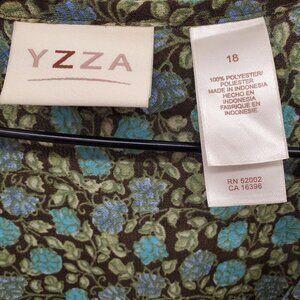 YZZA
18
100% POLYESTER/
POLIESTER
MADE IN INDONESIA
HECHO EN
INDONESIA
FABRIQUE EN
INDONESIE
RN 52002
CA 16396